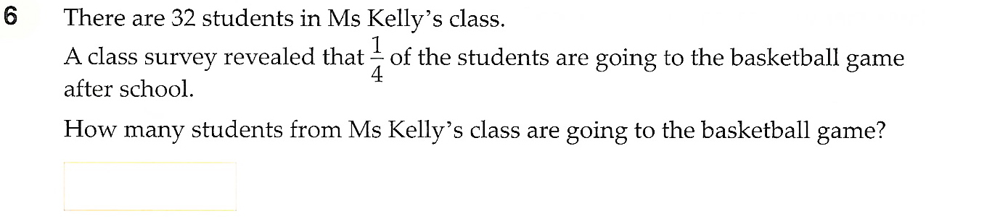 6 There are 32 students in Ms Kelly’s class.
A class survey revealed that 1/4 of the students are going to the basketball game
after school.
How many students from Ms Kelly’s class are going to the basketball game?